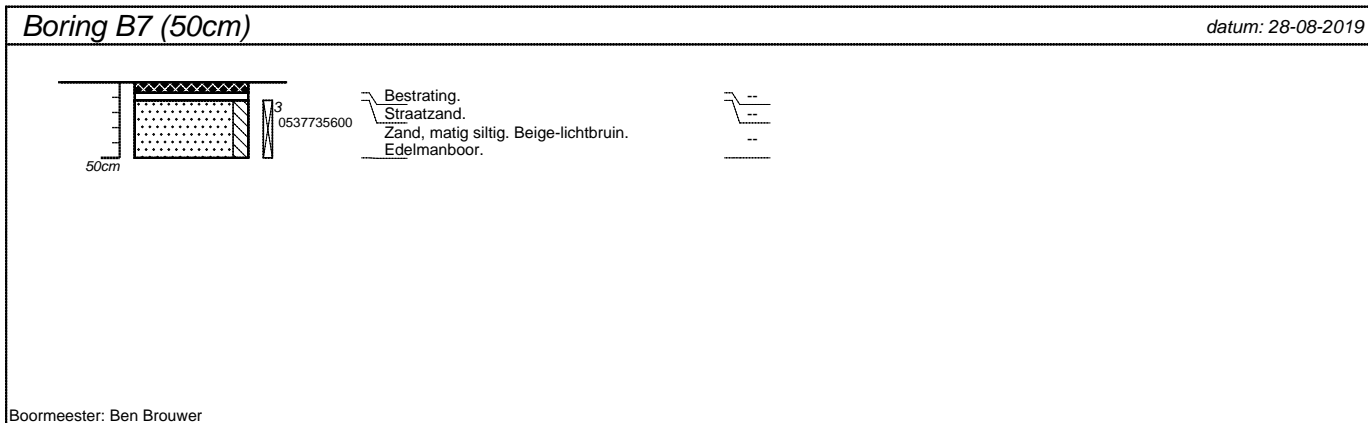 Boring B7 (50cm)
datum: 28-08-2019
Bestrating.
--
3
Straatzand.
--
0537735600
Zand, matig siltig. Beige-lichtbruin.
--
Edelmanboor.
50cm
Boormeester: Ben Brouwer